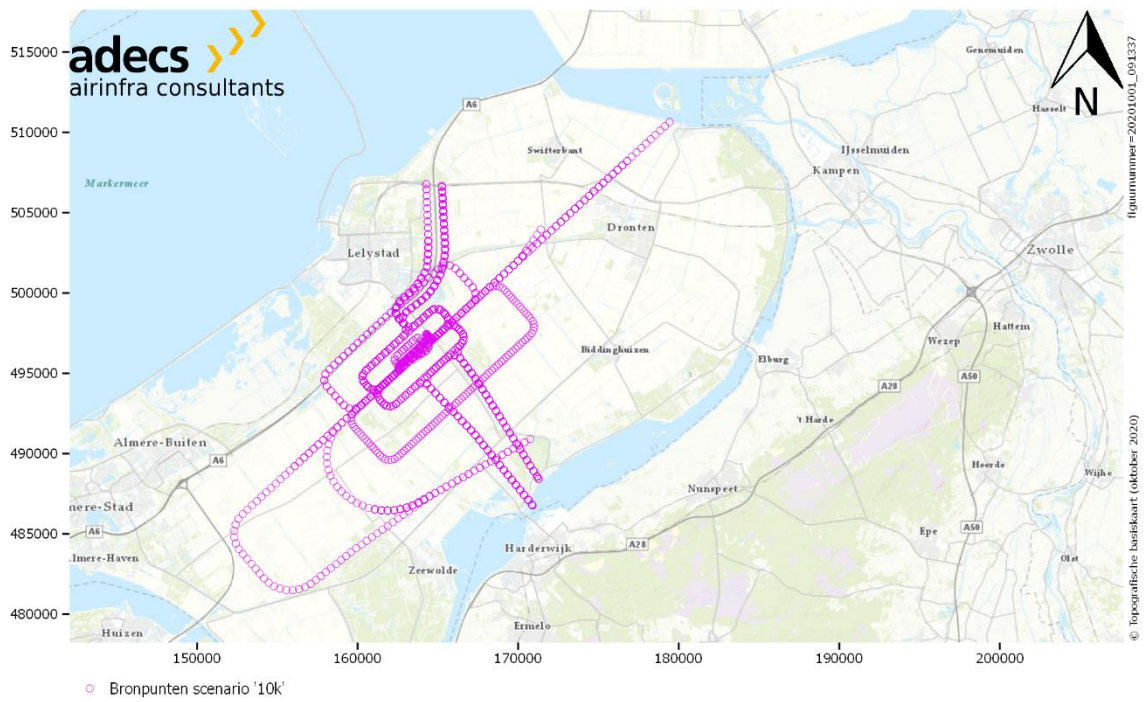 515000
510000
505000
500000
495000
490000
485000
480000
adecs
airinfra consultants
A6
Genemuiden
Hasselt
N
Swifterbant
IJsselmuiden
Kampen
Markermeer
Dronten
Zwolle
Lelystad
Hattem
Biddinghuizen
Wezep
Elburg
A50
A28
't Harde
Almere-Buiten
A6
Heerde
Wijhe
Nunspeet
mere-Stad
A6
A50
Epe
Harderwijk
A28
Almere-Haven
Zeewolde
Olst
Huizen
Ermelo
150000
160000
170000
180000
190000
200000
Bronpunten scenario '10k'
figuurnummer=20201001_091337
© Topografische basiskaart (oktober 2020)